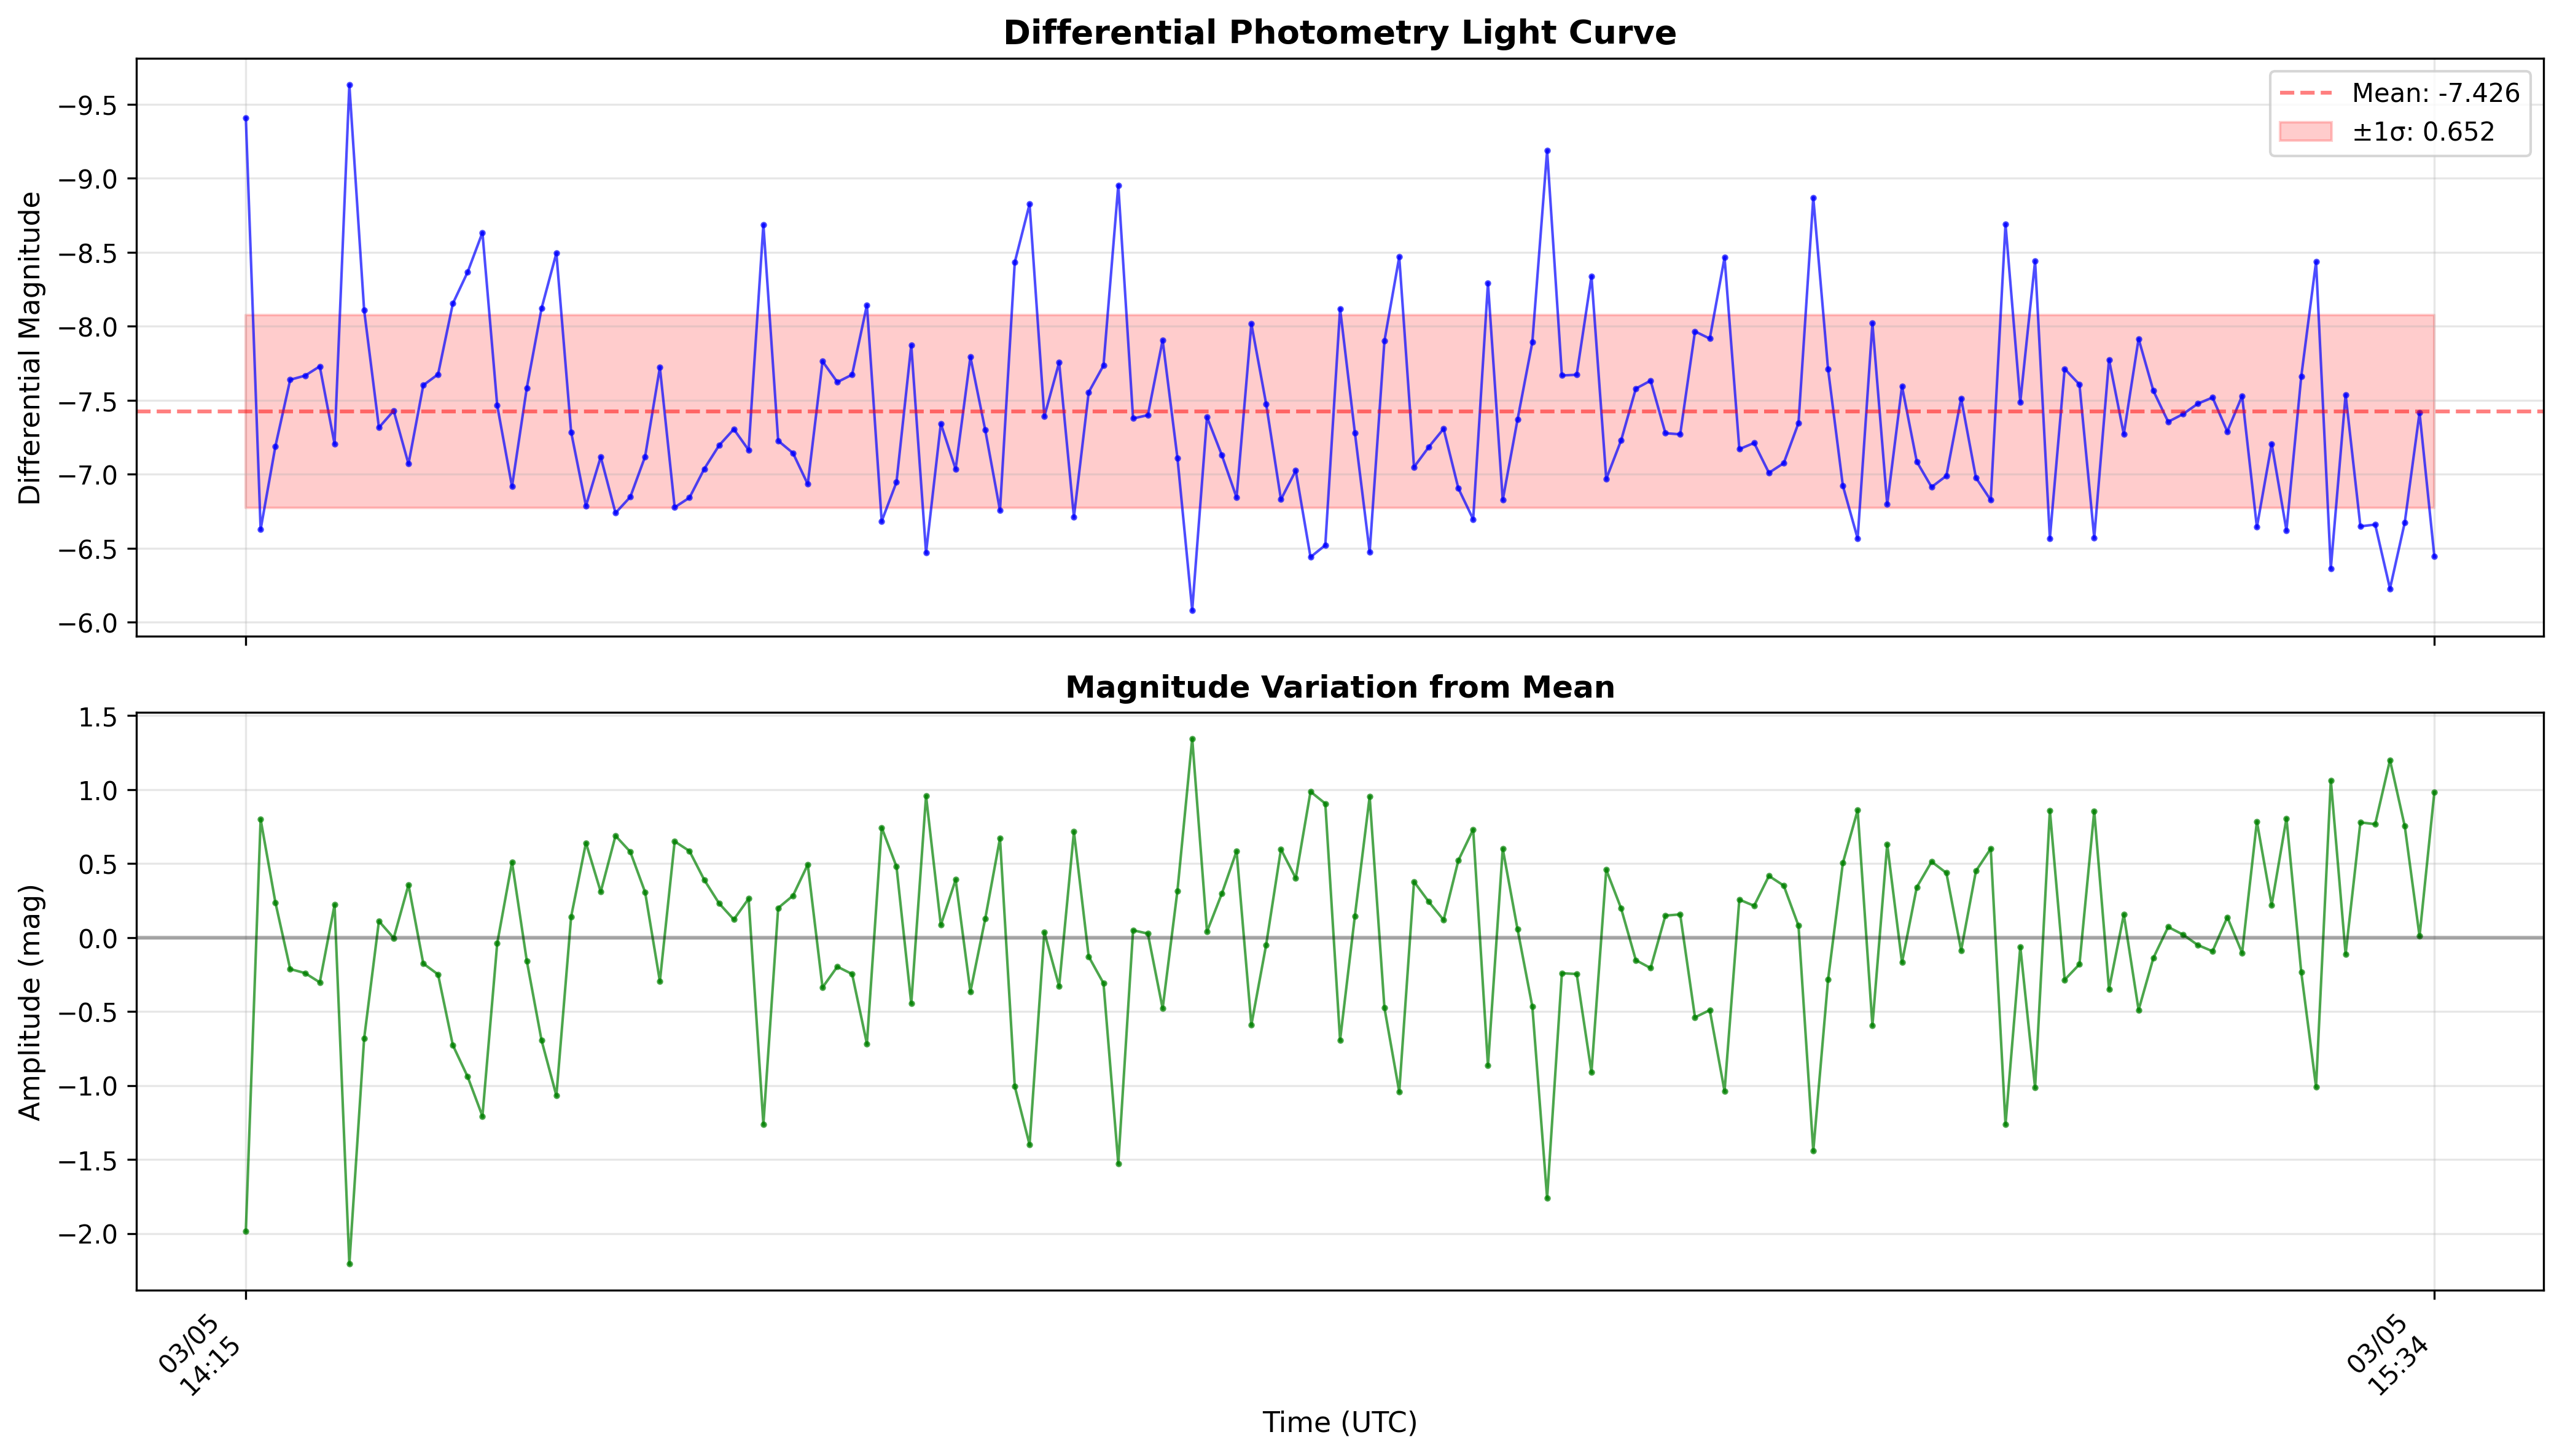 Differential Photometry Light Curve
Differential Magnitude
−9.5
−9.0
−8.5
−8.0
−7.5
−7.0
−6.5
−6.0
Mean: -7.426
±1σ: 0.652
Magnitude Variation from Mean
Amplitude (mag)
1.5
1.0
0.5
0.0
−0.5
−1.0
−1.5
−2.0
03/05
14:15
03/05
15:34
Time (UTC)